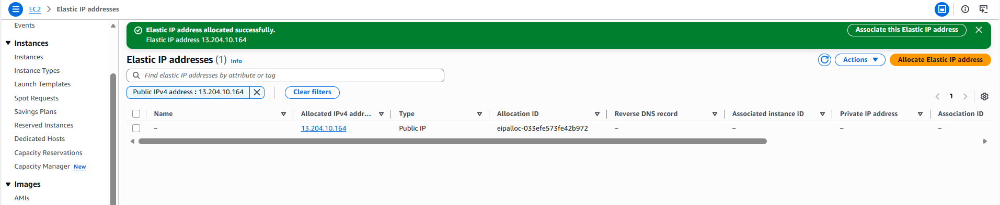 EC2 > Elastic IP addresses
Events
Instances
Instances
Instance Types
Launch Templates
Spot Requests
Savings Plans
Reserved Instances
Dedicated Hosts
Capacity Reservations
Capacity Manager New
Images
AMIs
Elastic IP address allocated successfully.
Elastic IP address 13.204.10.164
Associate this Elastic IP address
Elastic IP addresses (1) Info
Actions
Allocate Elastic IP address
Find elastic IP addresses by attribute or tag
Public IPv4 address : 13.204.10.164
Clear filters
1
Name Allocated IPv4 addr... Type Allocation ID Reverse DNS record Associated instance ID Private IP address Association ID
– 13.204.10.164 Public IP eipalloc-033efe573fe42b972 – – – –